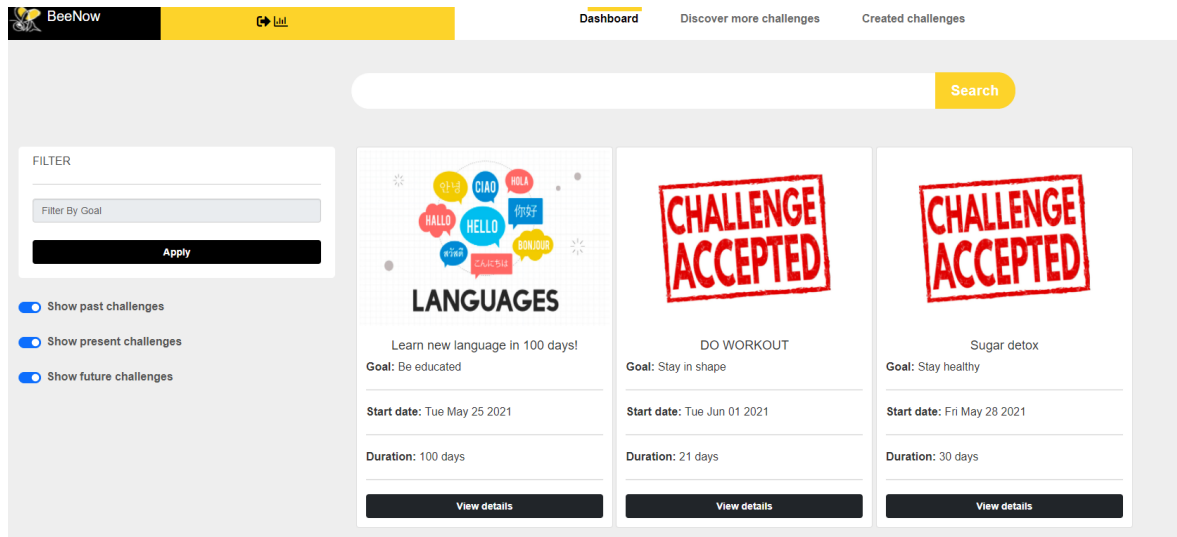 BeeNow
Dashboard
Discover more challenges
Created challenges
Search
FILTER
Filter By Goal
Apply
Show past challenges
Show present challenges
Show future challenges
안녕
CIAO
HOLA
HALLO
HELLO
你好
BONJOUR
สวัสดี
こんにちは
LANGUAGES
Learn new language in 100 days!
Goal: Be educated
Start date: Tue May 25 2021
Duration: 100 days
View details
CHALLENGE
ACCEPTED
DO WORKOUT
Goal: Stay in shape
Start date: Tue Jun 01 2021
Duration: 21 days
View details
CHALLENGE
ACCEPTED
Sugar detox
Goal: Stay healthy
Start date: Fri May 28 2021
Duration: 30 days
View details